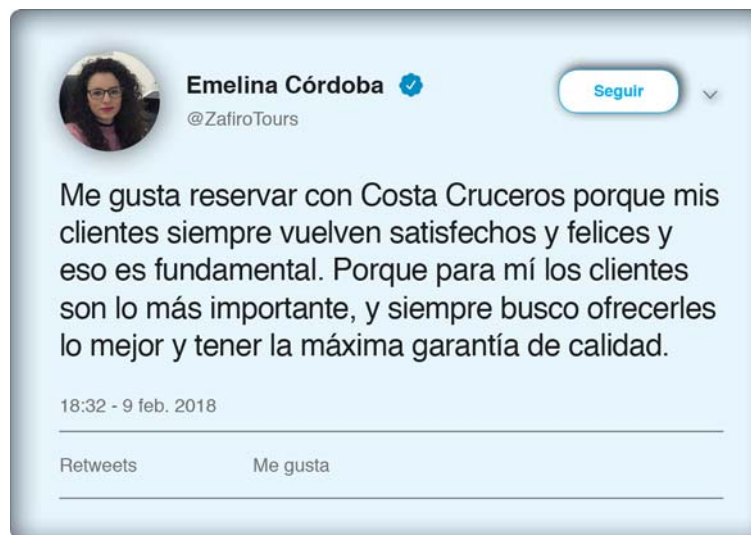 Emelina Córdoba
Seguir
@ZafiroTours
Me gusta reservar con Costa Cruceros porque mis
clientes siempre vuelven satisfechos y felices y
eso es fundamental. Porque para mí los clientes
son lo más importante, y siempre busco ofrecerles
lo mejor y tener la máxima garantía de calidad.
18:32 - 9 feb. 2018
Retweets Me gusta